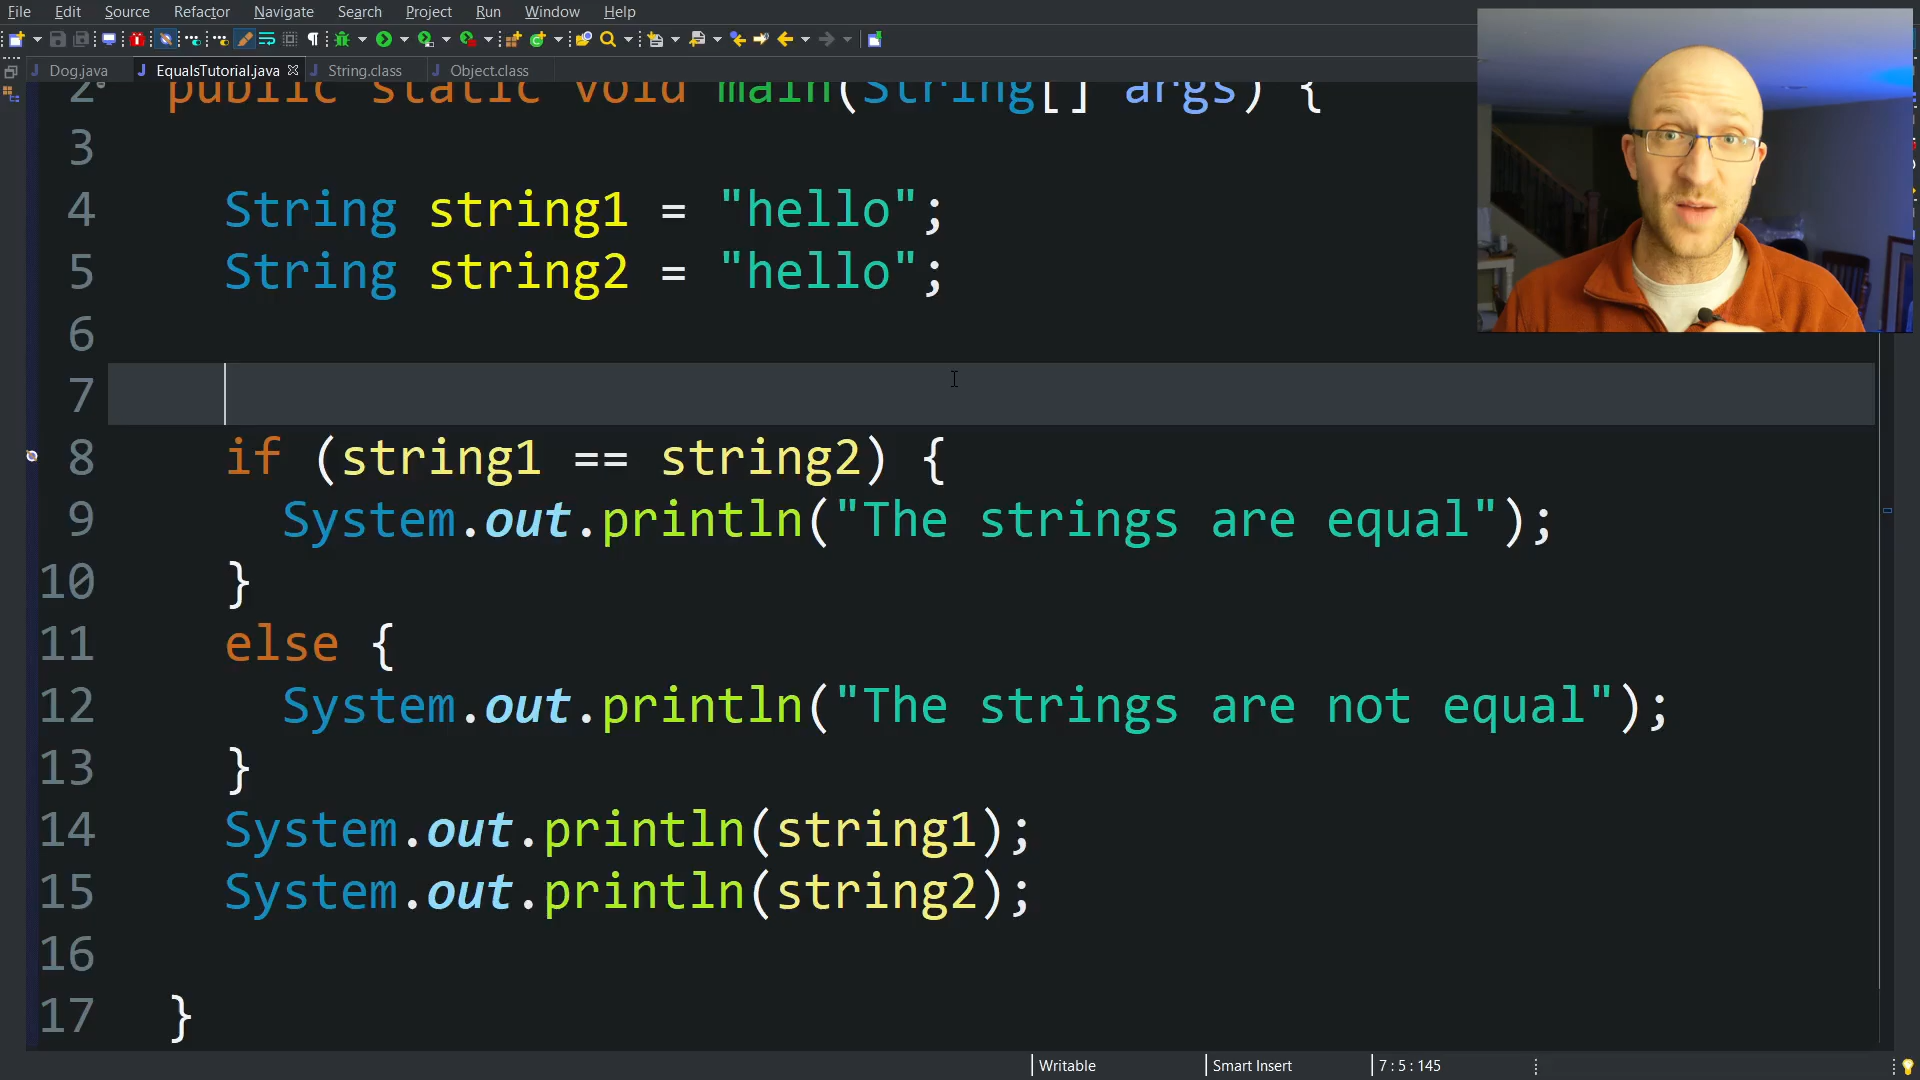 File Edit Source Refactor Navigate Search Project Run Window Help
Dog.java EqualsTutorial.java String.class Object.class
2 public static void main(String[] args) {
3
4 String string1 = "hello";
5 String string2 = "hello";
6
7
8 if (string1 == string2) {
9 System.out.println("The strings are equal");
10 }
11 else {
12 System.out.println("The strings are not equal");
13 }
14 System.out.println(string1);
15 System.out.println(string2);
16
17 }
Writable Smart Insert 7 : 5 : 145